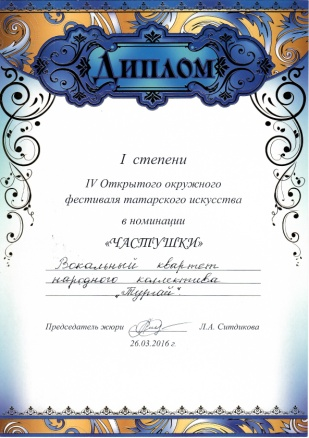 ДИПЛОМ
I степени
IV Открытого окружного
фестиваля татарского искусства
в номинации
«ЧАСТУШКИ»
Вокальный квартет
народного коллектива
„Тургай"
Председатель жюри Л.А. Ситдикова
26.03.2016 г.